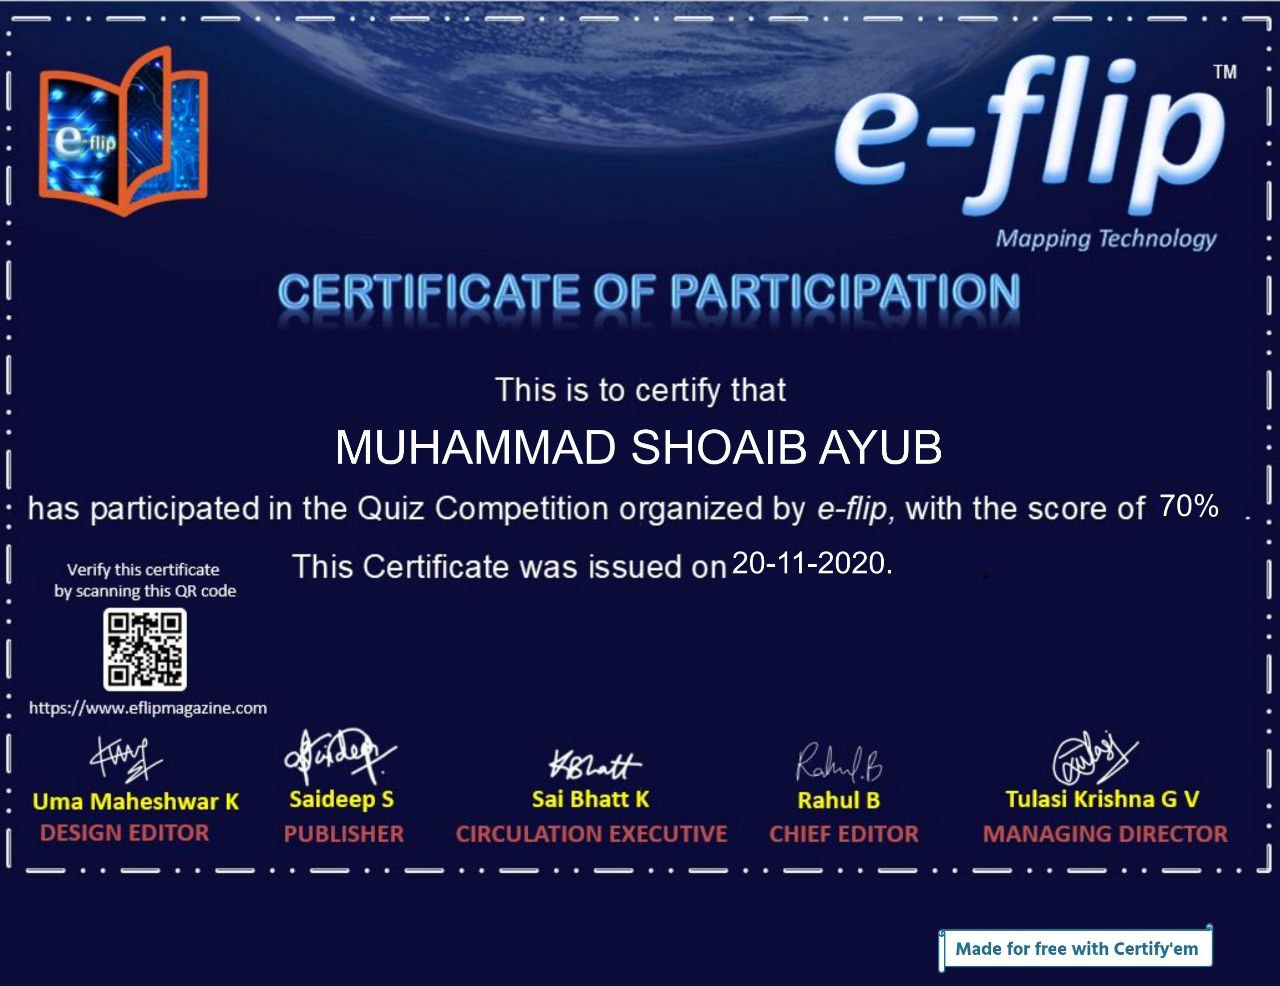 e-flip
e-flip™
Mapping Technology
CERTIFICATE OF PARTICIPATION
This is to certify that
MUHAMMAD SHOAIB AYUB
has participated in the Quiz Competition organized by e-flip, with the score of 70% .
This Certificate was issued on 20-11-2020.
Verify this certificate
by scanning this QR code
https://www.eflipmagazine.com
Saideep
KBhatt
Rahul.B
Uma Maheshwar K Saideep S Sai Bhatt K Rahul B Tulasi Krishna G V
DESIGN EDITOR PUBLISHER CIRCULATION EXECUTIVE CHIEF EDITOR MANAGING DIRECTOR
Made for free with Certify'em